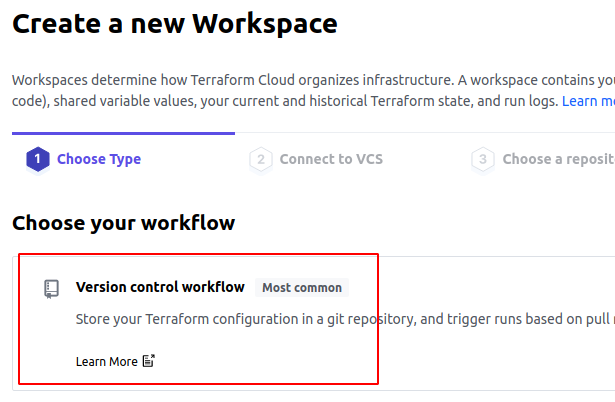 Create a new Workspace
Workspaces determine how Terraform Cloud organizes infrastructure. A workspace contains you
code), shared variable values, your current and historical Terraform state, and run logs. Learn m
1 Choose Type 2 Connect to VCS 3 Choose a reposit
Choose your workflow
Version control workflow Most common
Store your Terraform configuration in a git repository, and trigger runs based on pull
Learn More